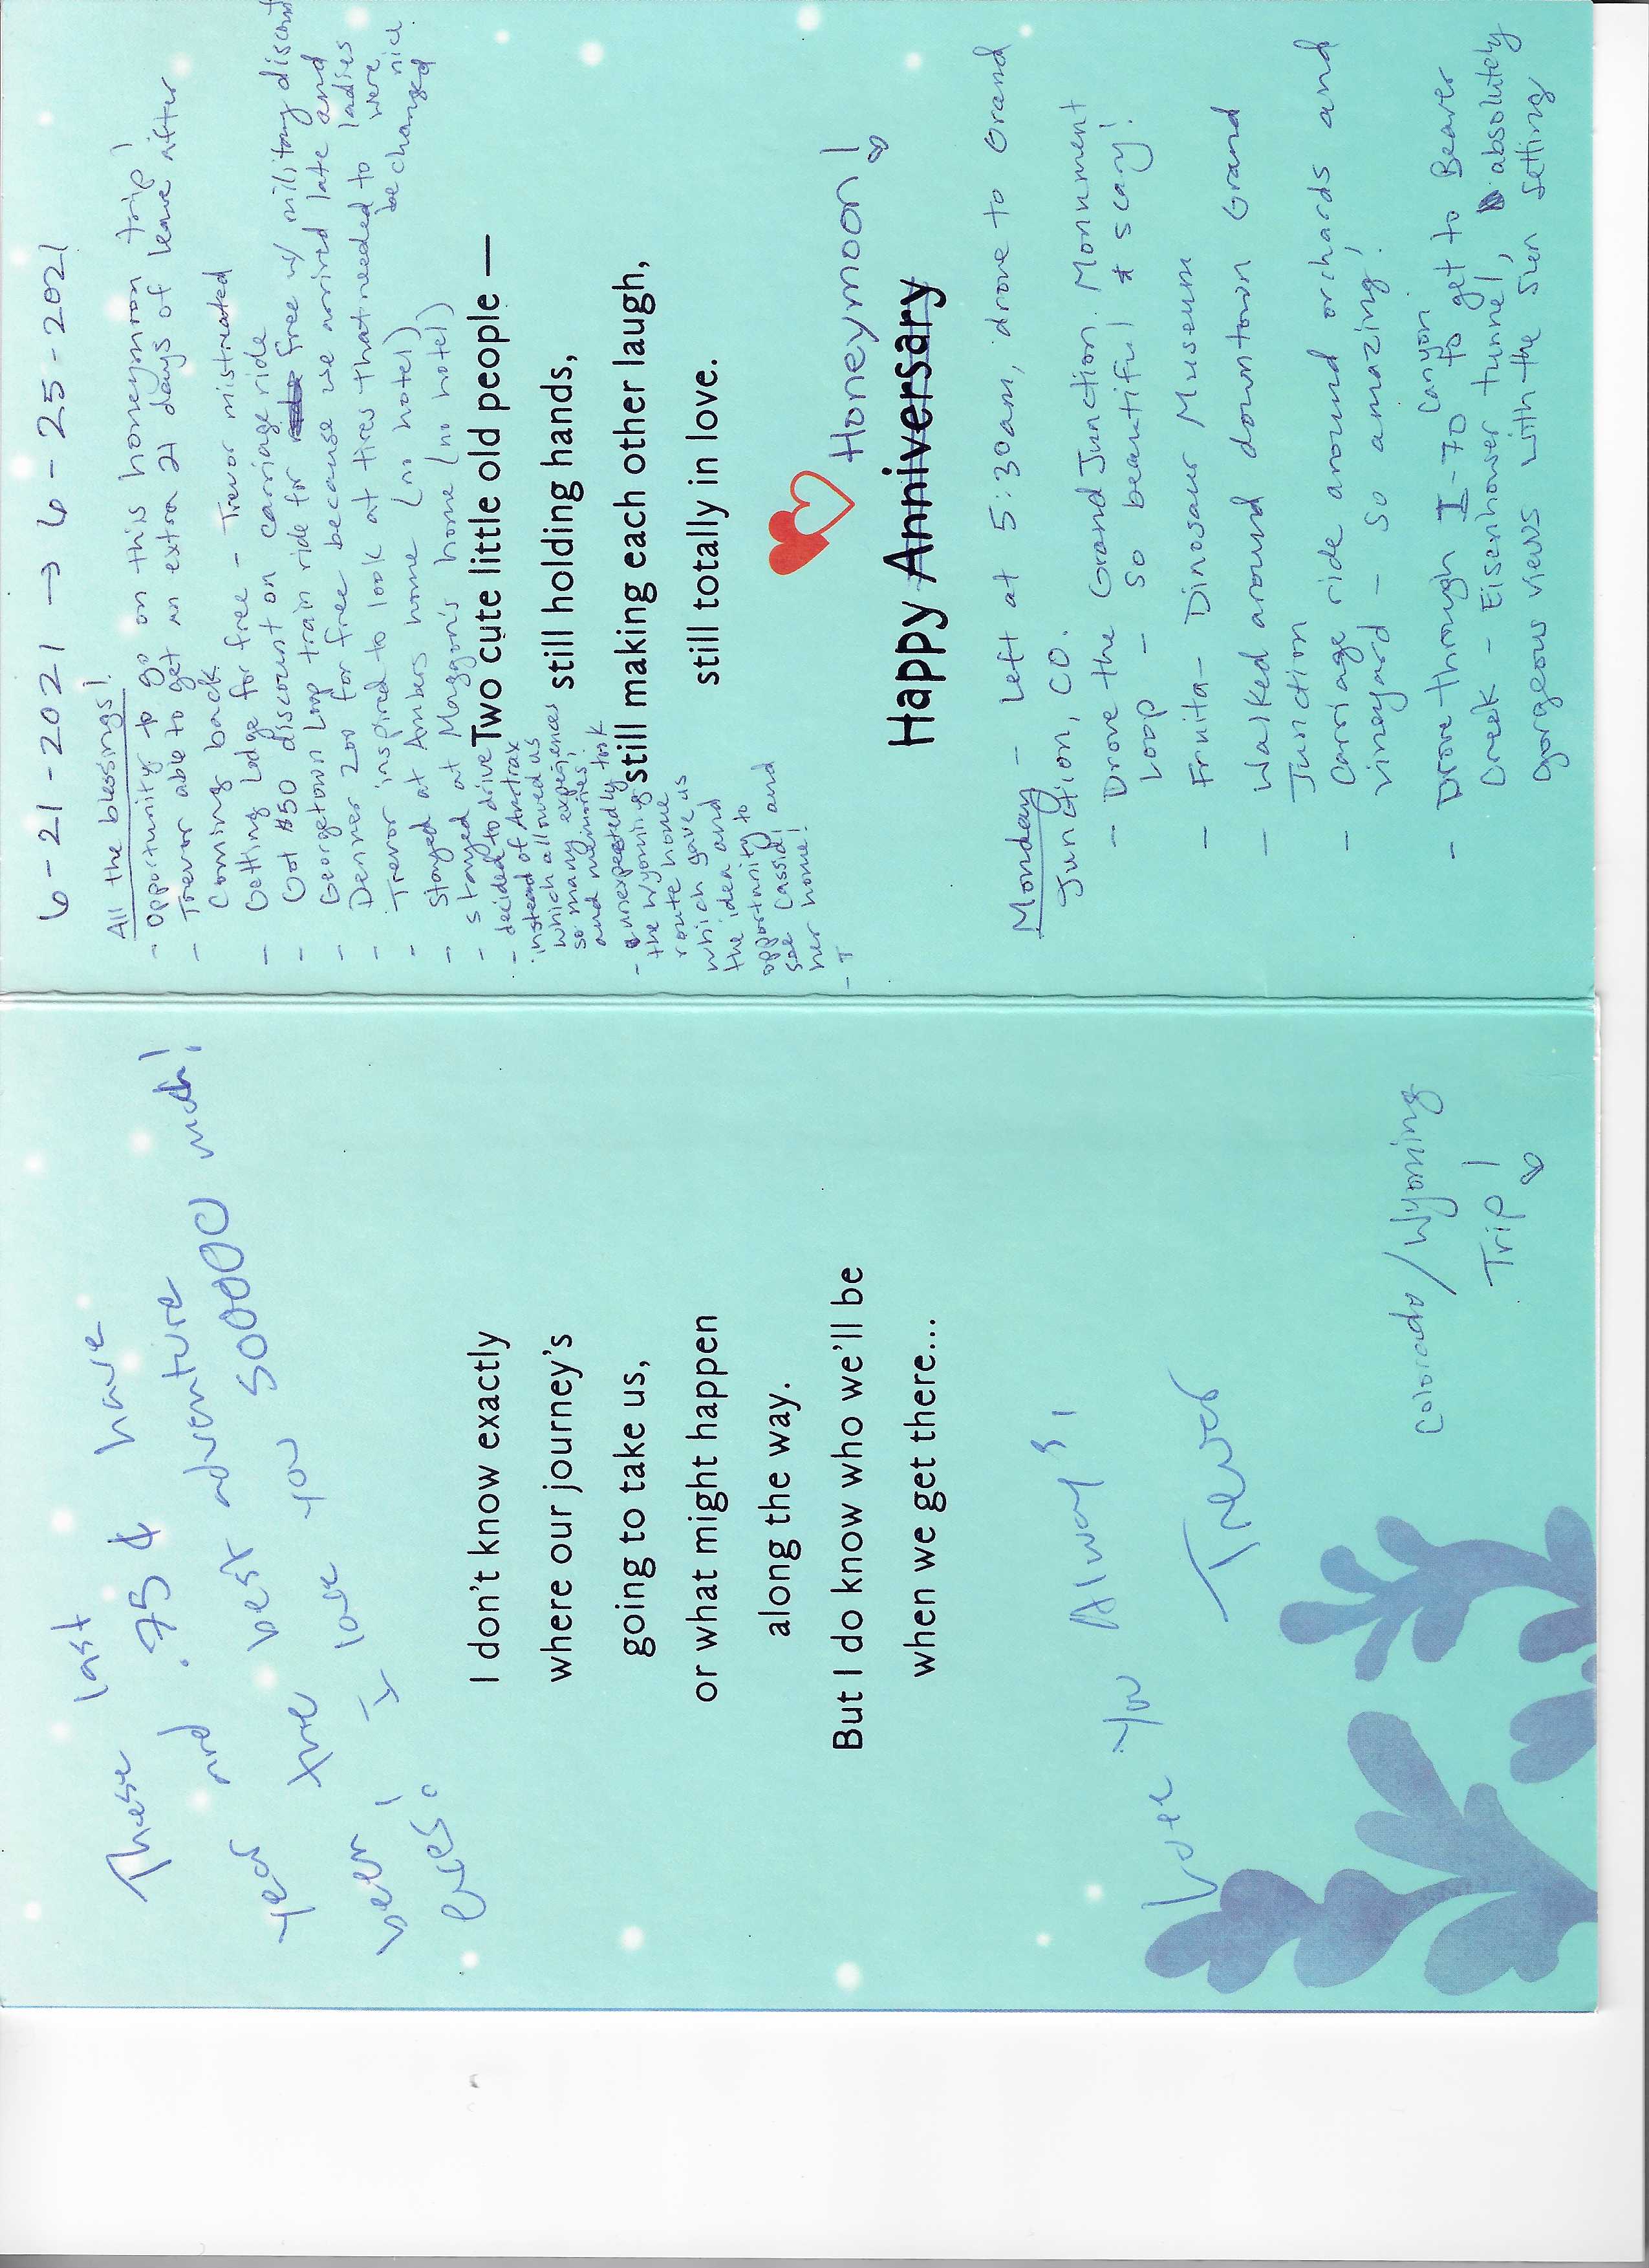 These last
.75 & have
year and
best adventure
been the
I love you sooooo much!
been!
I don't know exactly
where our journey's
going to take us,
or what might happen
along the way.
But I do know who we'll be
when we get there...
Love you Always,
Trevor
Colorado/Wyoming
Trip!
6-21-2021 → 6-25-2021
All the blessings!
- Opportunity to go on this honeymoon trip!
- Trevor able to get an extra 21 days of leave after
coming back
- Getting Lodge for free - Trevor mistreated
- Got $50 discount on carriage ride
- Georgetown Loop train ride for free w/ military discount
- Denver Zoo for free because we arrived late and
ladies were nice
- Trevor inspired to look at tires that needed to
be changed
- Stayed at Ambers home (no hotel)
- stayed at Maggon's home (no hotel)
- decided to drive
instead of Amtrax
which allowed us
so many experiences
and memories
- unexpectedly took
the Wyoming
route home
which gave us
the idea and
opportunity to
see Cassidi and
her home!
- T
Two cute little old people —
still holding hands,
still making each other laugh,
still totally in love.
Honeymoon!
Happy Anniversary
Monday - Left at 5:30am, drove to Grand
Junction, CO.
- Drove the Grand Junction Monument
Loop - so beautiful & scary!
- Fruita - Dinosaur Museum
- Walked around downtown Grand
Junction
- Carriage ride around orchards and
vineyard - so amazing!
- Drove through I-70 canyon to get to Beaver
Creek - Eisenhower tunnel, absolutely
gorgeous views with the sun setting